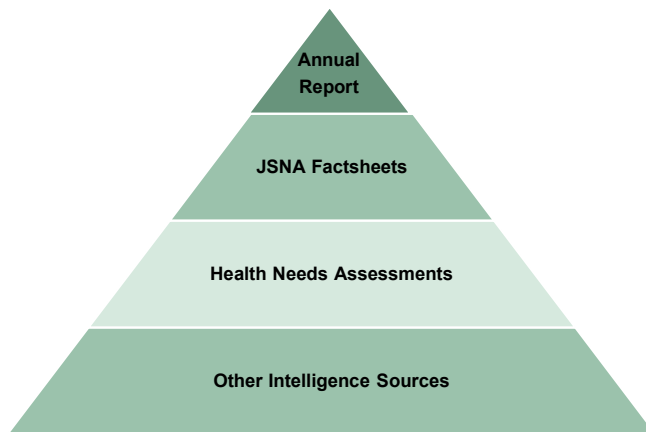 Annual
Report
JSNA Factsheets
Health Needs Assessments
Other Intelligence Sources